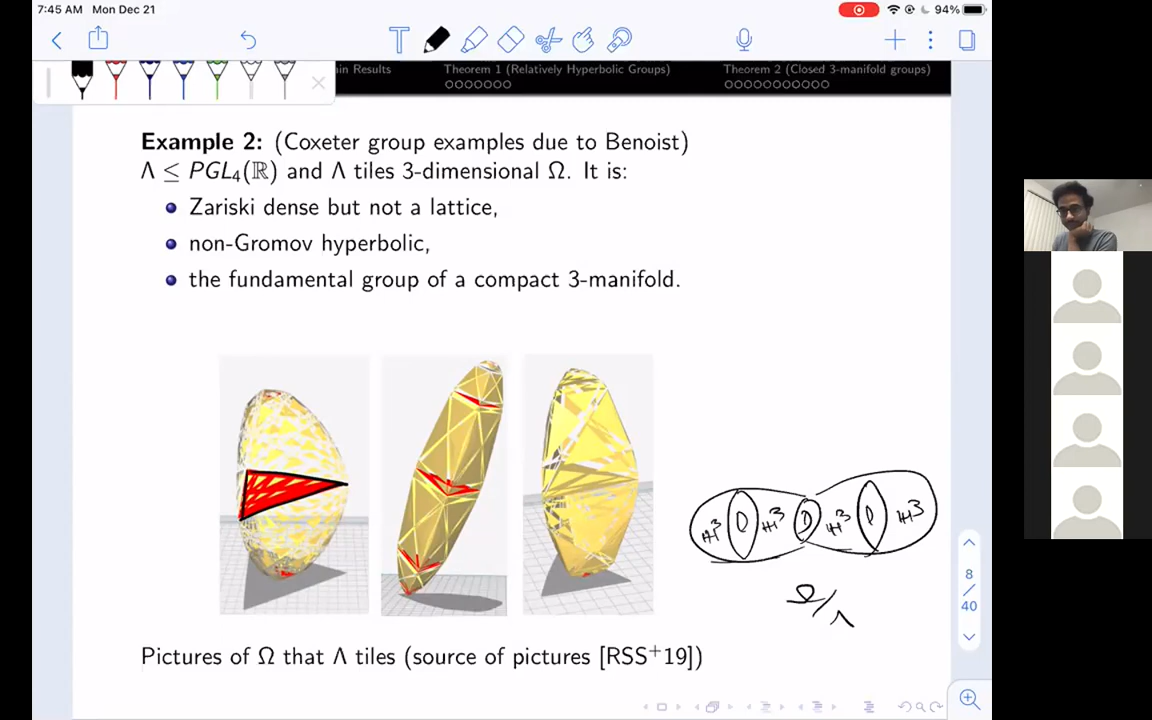 7:45 AM Mon Dec 21
94%
T
ain Results
Theorem 1 (Relatively Hyperbolic Groups)
Theorem 2 (Closed 3-manifold groups)
Example 2: (Coxeter group examples due to Benoist)
Λ ≤ PGL₄(ℝ) and Λ tiles 3-dimensional Ω. It is:
Zariski dense but not a lattice,
non-Gromov hyperbolic,
the fundamental group of a compact 3-manifold.
ℍ³ D ℍ³ D ℍ³ D ℍ³
Ω/Λ
8
/
40
Pictures of Ω that Λ tiles (source of pictures [RSS⁺19])